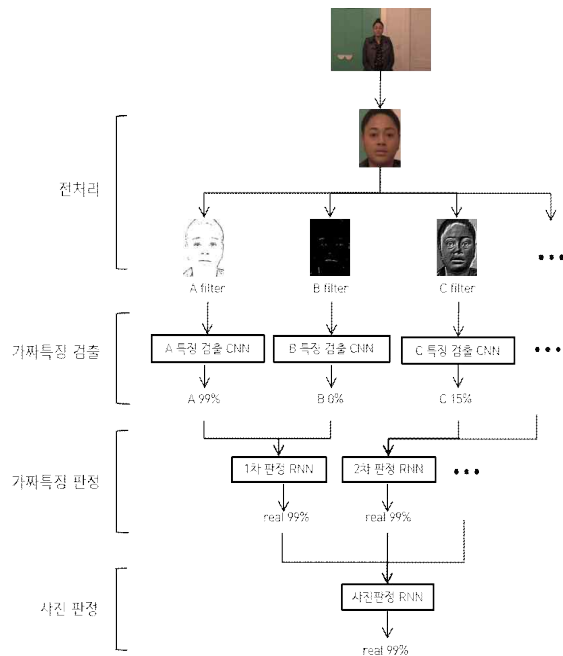 전처리
A filter
B filter
C filter
가짜특징 검출
A 특징 검출 CNN
B 특징 검출 CNN
C 특징 검출 CNN
A 99%
B 0%
C 15%
가짜특징 판정
1차 판정 RNN
2차 판정 RNN
real 99%
real 99%
사진 판정
사진판정 RNN
real 99%